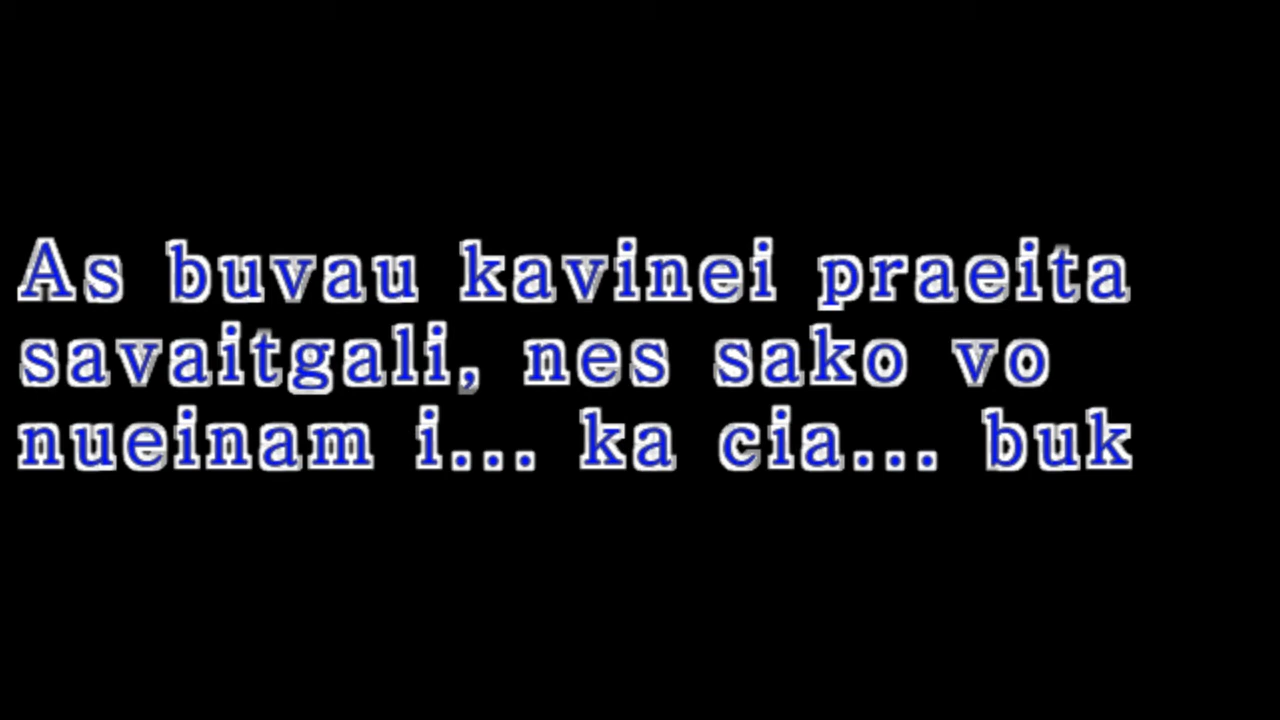 As buvau kavinei praeita
savaitgali, nes sako vo
nueinam i... ka cia... buk